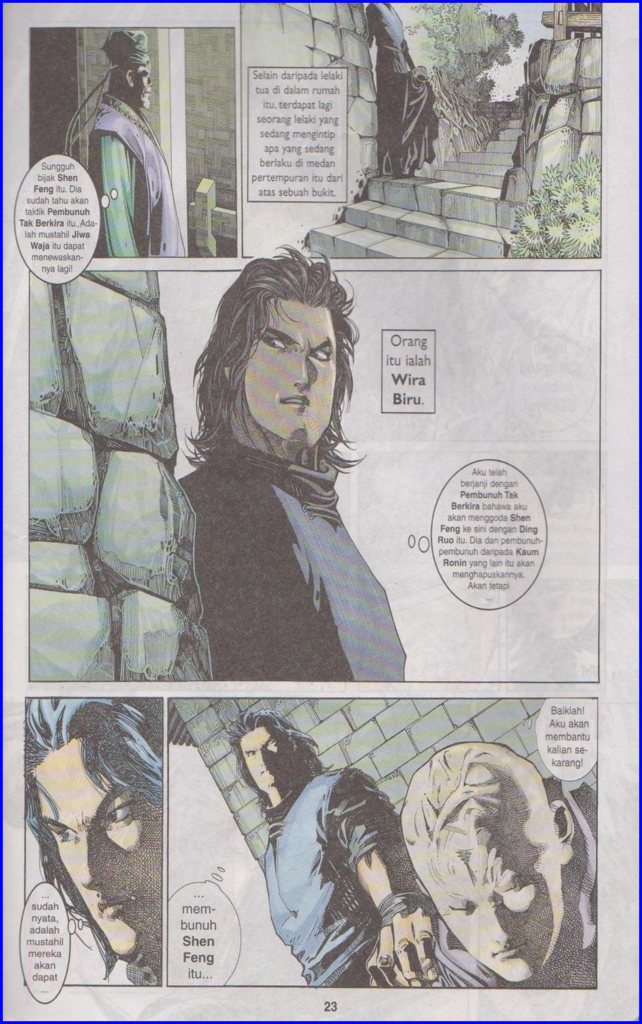 Sungguh
bijak Shen
Feng itu. Dia
sudah tahu akan
taktik Pembunuh
Tak Berkira itu. Ada-
lah mustahil Jiwa
Waja itu dapat
menewaskan-
nya lagi!
Selain daripada lelaki
tua di dalam rumah
itu, terdapat lagi
seorang lelaki yang
sedang mengintip
apa yang sedang
berlaku di medan
pertempuran itu dari
atas sebuah bukit.
Orang
itu ialah
Wira
Biru.
Aku telah
berjanji dengan
Pembunuh Tak
Berkira bahawa aku
akan menggoda Shen
Feng ke sini dengan Ding
Ruo itu. Dia dan pembunuh-
pembunuh daripada Kaum
Ronin yang lain itu akan
menghapuskannya.
Akan tetapi
...
...
sudah
nyata,
adalah
mustahil
mereka
akan
dapat
...
...
mem-
bunuh
Shen
Feng
itu...
Baiklah!
Aku akan
membantu
kalian se-
karang!
23